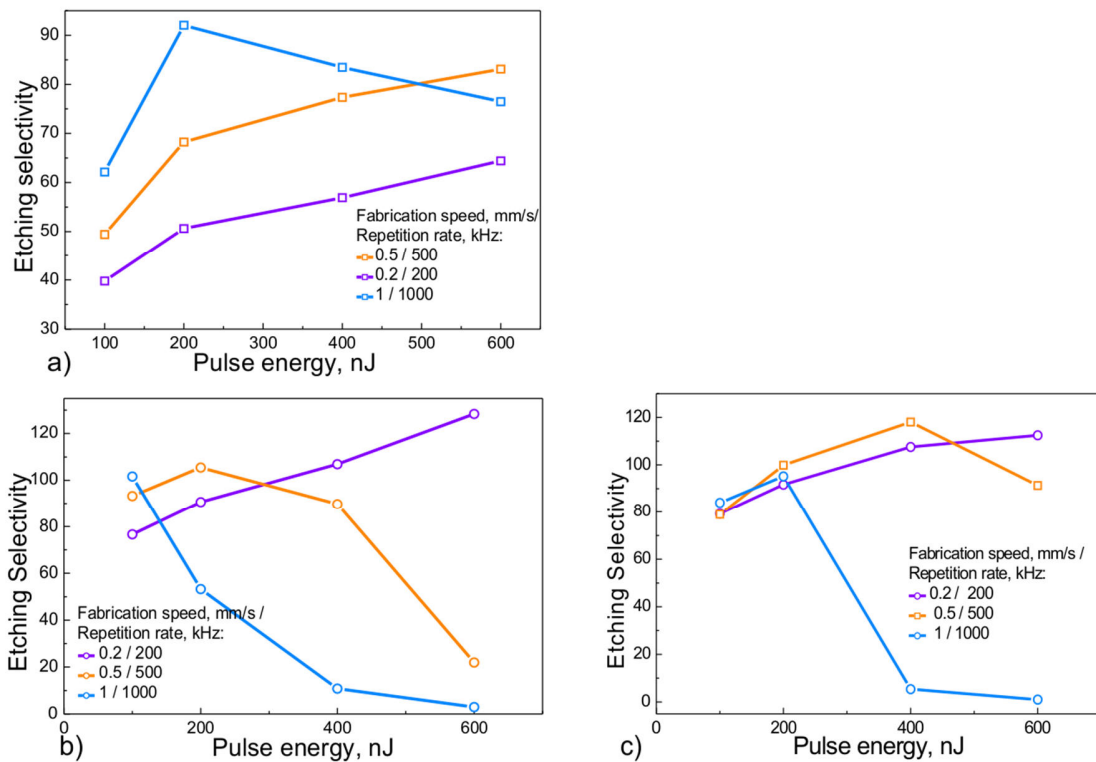 90
80
70
60
50
40
30
Etching selectivity
Fabrication speed, mm/s/
Repetition rate, kHz:
0.5 / 500
0.2 / 200
1 / 1000
100 200 300 400 500 600
a) Pulse energy, nJ
120
100
80
60
40
20
0
Etching Selectivity
Fabrication speed, mm/s /
Repetition rate, kHz:
0.2 / 200
0.5 / 500
1 / 1000
0 200 400 600
b) Pulse energy, nJ
120
100
80
60
40
20
0
Etching Selectivity
Fabrication speed, mm/s /
Repetition rate, kHz:
0.2 / 200
0.5 / 500
1 / 1000
0 200 400 600
c) Pulse energy, nJ